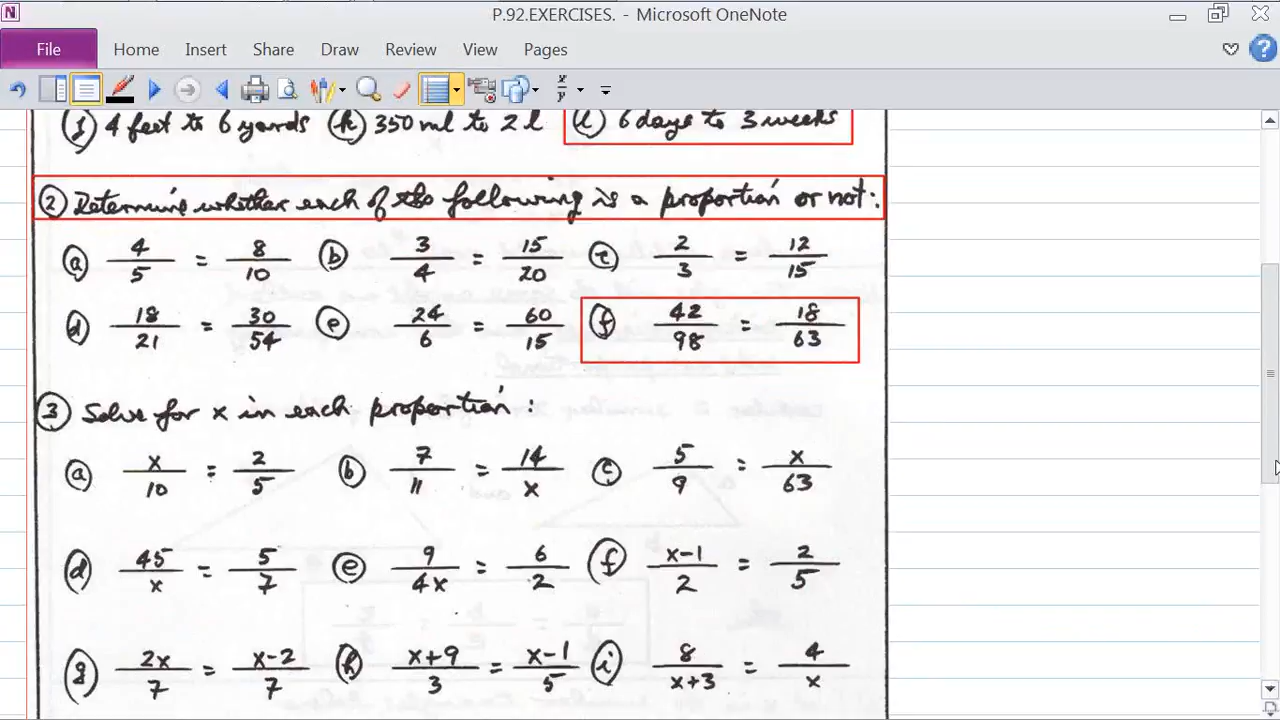 P.92.EXERCISES. - Microsoft OneNote
File Home Insert Share Draw Review View Pages
(j) 4 feet to 6 yards (k) 350 ml to 2 l (l) 6 days to 3 weeks
(2) Determine whether each of the following is a proportion or not:
(a) 4/5 = 8/10 (b) 3/4 = 15/20 (c) 2/3 = 12/15
(d) 18/21 = 30/54 (e) 24/6 = 60/15 (f) 42/98 = 18/63
(3) Solve for x in each proportion:
(a) x/10 = 2/5 (b) 7/11 = 14/x (c) 5/9 = x/63
(d) 45/x = 5/7 (e) 9/4x = 6/2 (f) x-1/2 = 2/5
(g) 2x/7 = x-2/7 (h) x+9/3 = x-1/5 (i) 8/x+3 = 4/x